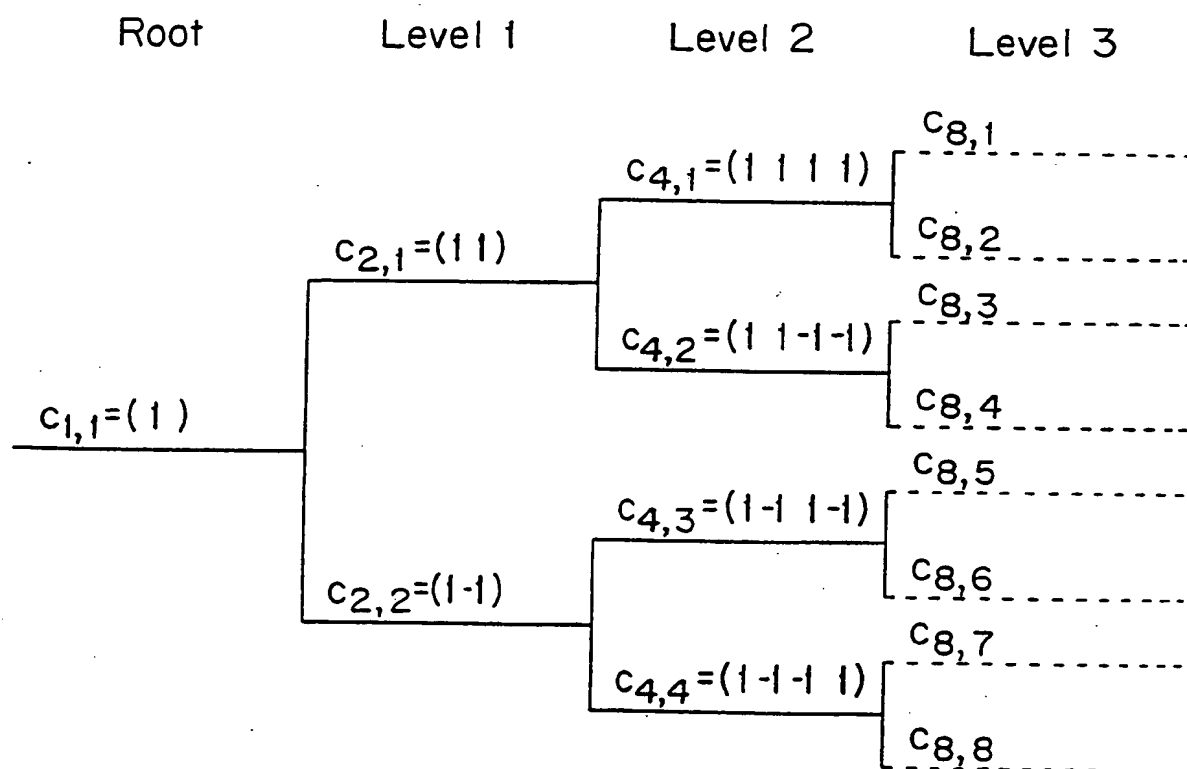 Root Level 1 Level 2 Level 3
c8,1
c4,1=(1 1 1 1)
c8,2
c2,1=(1 1)
c8,3
c4,2=(1 1-1-1)
c8,4
c1,1=(1)
c8,5
c4,3=(1-1 1-1)
c8,6
c2,2=(1-1)
c8,7
c4,4=(1-1-1 1)
c8,8